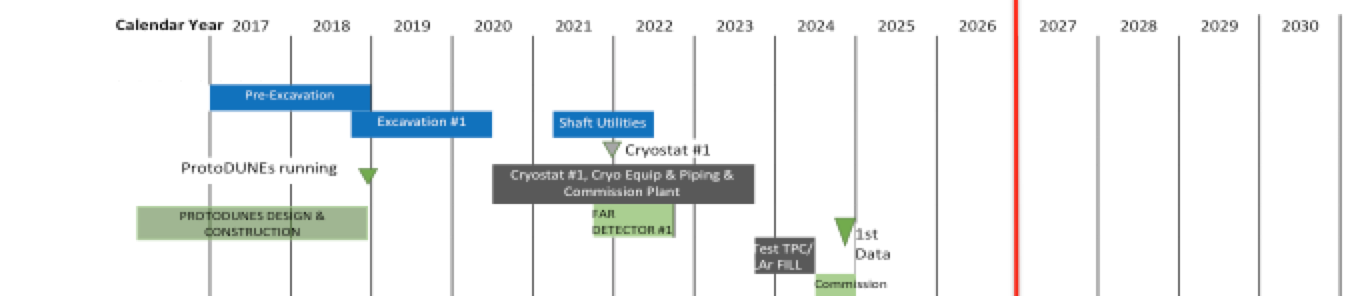 Calendar Year 2017 2018 2019 2020 2021 2022 2023 2024 2025 2026 2027 2028 2029 2030
Pre-Excavation
Excavation #1
Shaft Utilities
Cryostat #1
ProtoDUNEs running
Cryostat #1, Cryo Equip & Piping &
Commission Plant
PROTODUNES DESIGN &
CONSTRUCTION
FAR
DETECTOR #1
1st
Data
Test TPC/
LAr FILL
Commission